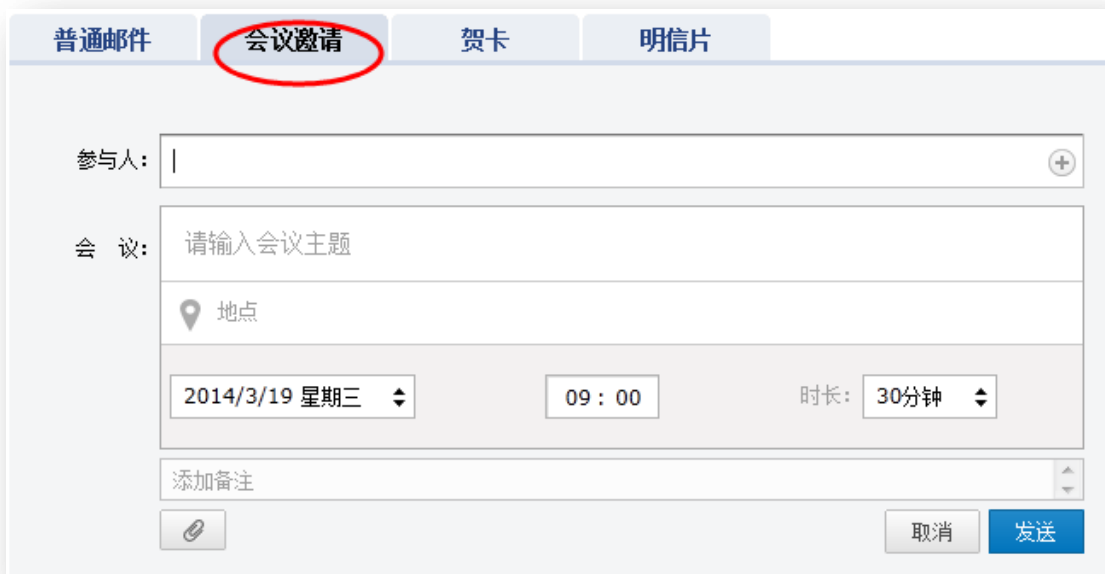 普通邮件 会议邀请 贺卡 明信片
参与人：
会 议： 请输入会议主题
地点
2014/3/19 星期三 09 : 00 时长： 30分钟
添加备注
取消 发送